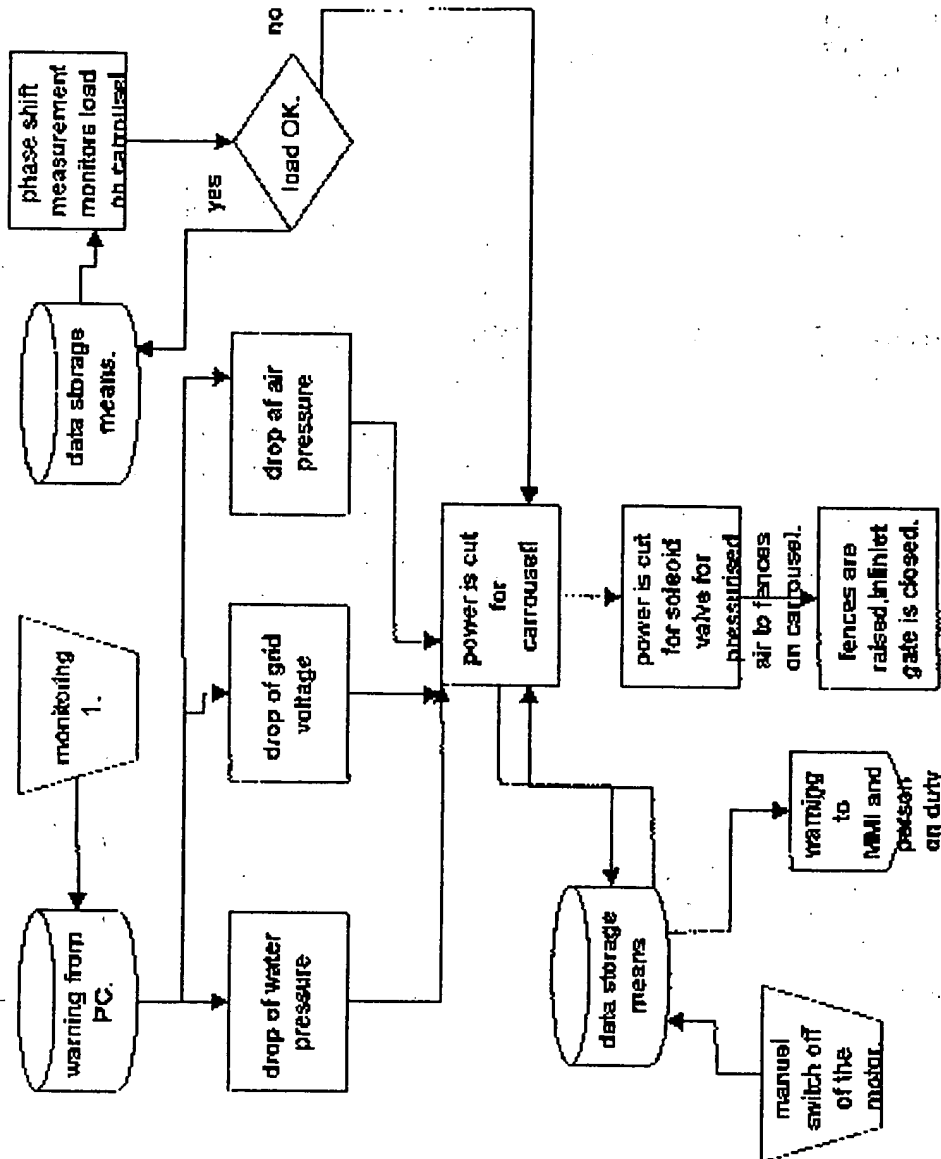 phase shift
measurement
monitors load
on carrousel
data storage
means.
load OK.
yes
no
monitoring
1.
warning from
PC.
drop of water
pressure
drop of grid
voltage
drop af air
pressure
power is cut
for
carrousel
power is cut
for soleoid
valve for
pressurised
air to fences
on carrousel.
fences are
raised,infinlet
gate is closed.
data storage
means
warning
to
MMI and
person
on duty
manuel
switch off
of the
motor